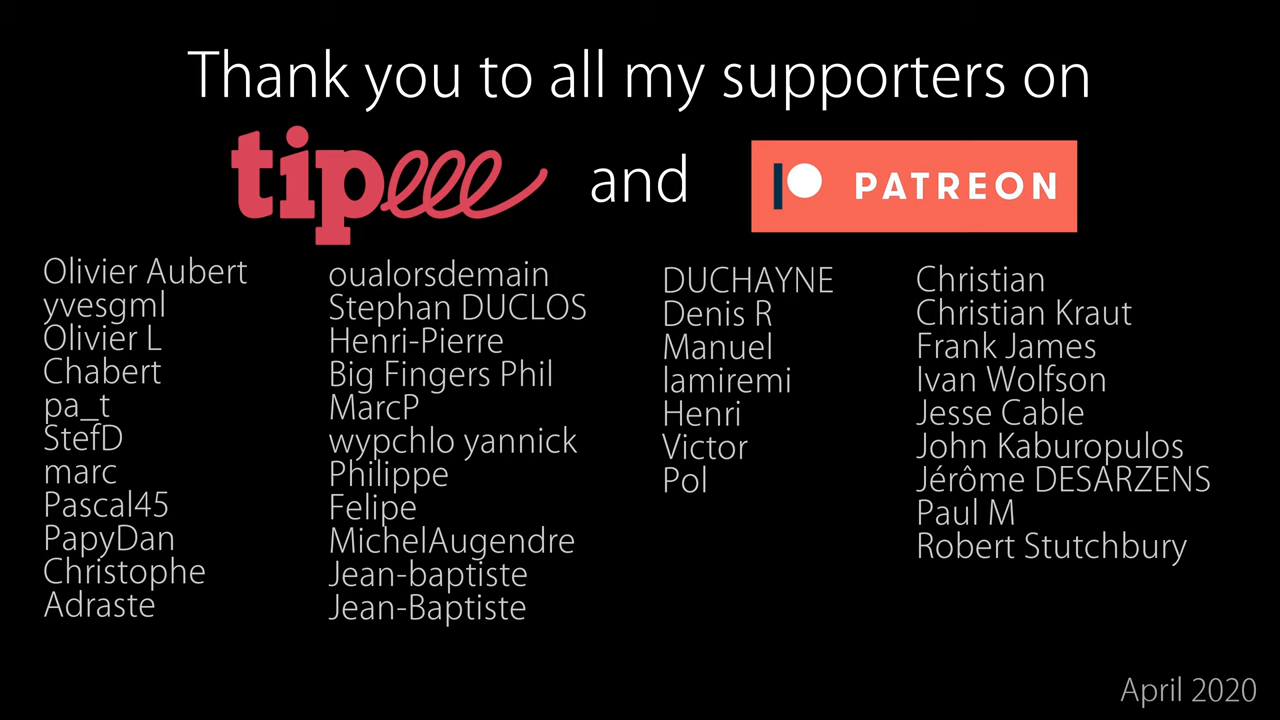 Thank you to all my supporters on
tipeee and PATREON
Olivier Aubert
yvesgml
Olivier L
Chabert
pa_t
StefD
marc
Pascal45
PapyDan
Christophe
Adraste
oualorsdemain
Stephan DUCLOS
Henri-Pierre
Big Fingers Phil
MarcP
wypchlo yannick
Philippe
Felipe
MichelAugendre
Jean-baptiste
Jean-Baptiste
DUCHAYNE
Denis R
Manuel
lamiremi
Henri
Victor
Pol
Christian
Christian Kraut
Frank James
Ivan Wolfson
Jesse Cable
John Kaburopulos
Jérôme DESARZENS
Paul M
Robert Stutchbury
April 2020